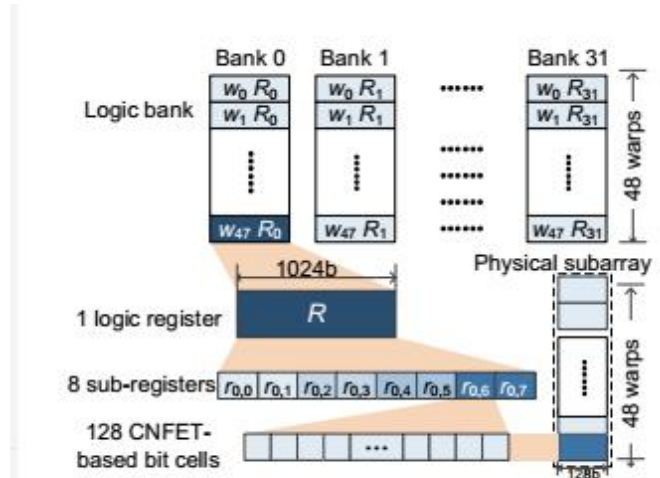 Bank 0 Bank 1 Bank 31
Logic bank
w0 R0 w0 R1 ...... w0 R31
w1 R0 w1 R1 w1 R31
48 warps
w47 R0 w47 R1 w47 R31
1024b
Physical subarray
1 logic register
R
8 sub-registers
r0,0 r0,1 r0,2 r0,3 r0,4 r0,5 r0,6 r0,7
48 warps
128 CNFET-
based bit cells
...
128b